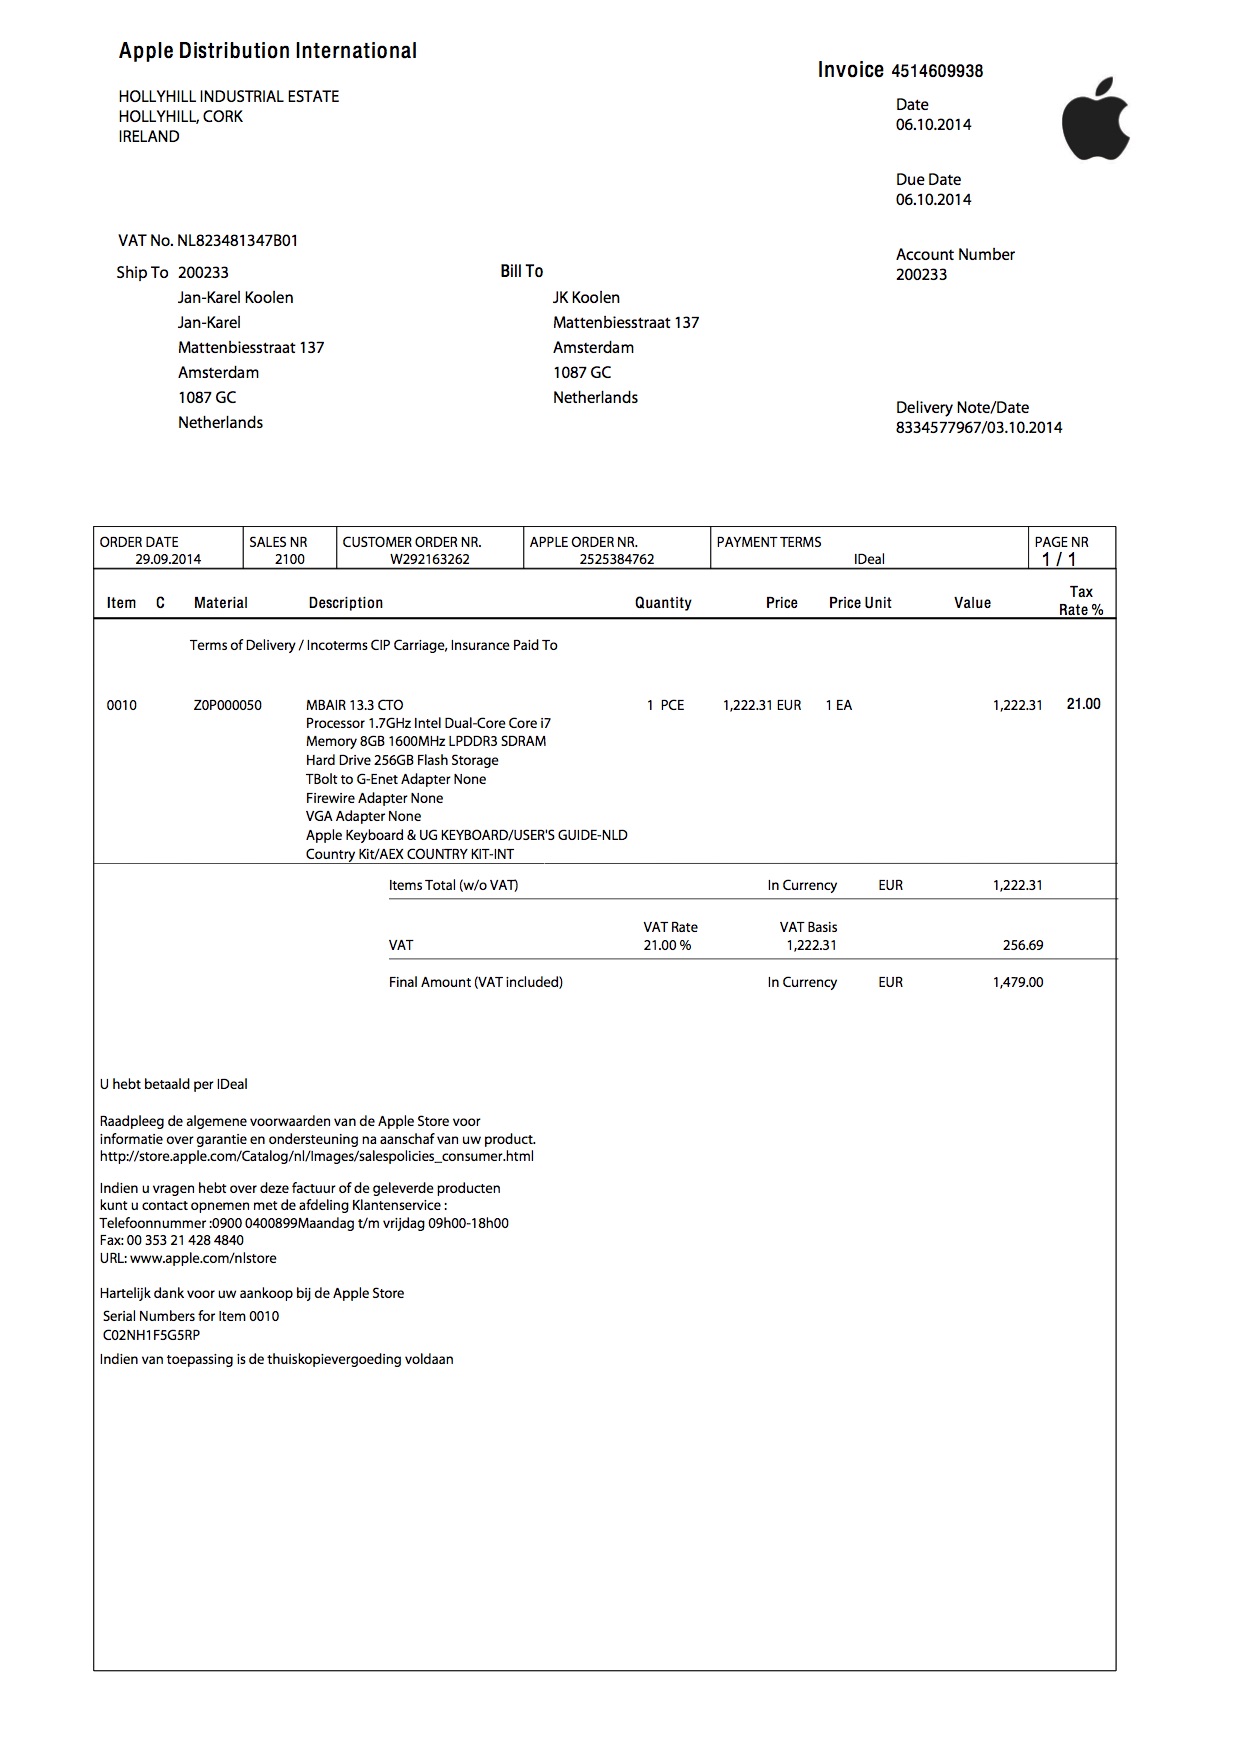 Apple Distribution International
HOLLYHILL INDUSTRIAL ESTATE
HOLLYHILL, CORK
IRELAND
Invoice 4514609938
Date
06.10.2014
Due Date
06.10.2014
Account Number
200233
Delivery Note/Date
8334577967/03.10.2014
VAT No. NL823481347B01
Ship To 200233
Jan-Karel Koolen
Jan-Karel
Mattenbiesstraat 137
Amsterdam
1087 GC
Netherlands
Bill To
JK Koolen
Mattenbiesstraat 137
Amsterdam
1087 GC
Netherlands
ORDER DATE SALES NR CUSTOMER ORDER NR. APPLE ORDER NR. PAYMENT TERMS PAGE NR
29.09.2014 2100 W292163262 2525384762 IDeal 1 / 1
Item C Material Description Quantity Price Price Unit Value Tax Rate %
Terms of Delivery / Incoterms CIP Carriage, Insurance Paid To
0010 Z0P000050 MBAIR 13.3 CTO 1 PCE 1,222.31 EUR 1 EA 1,222.31 21.00
Processor 1.7GHz Intel Dual-Core Core i7
Memory 8GB 1600MHz LPDDR3 SDRAM
Hard Drive 256GB Flash Storage
TBolt to G-Enet Adapter None
Firewire Adapter None
VGA Adapter None
Apple Keyboard & UG KEYBOARD/USER'S GUIDE-NLD
Country Kit/AEX COUNTRY KIT-INT
Items Total (w/o VAT) In Currency EUR 1,222.31
VAT Rate VAT Basis
VAT 21.00 % 1,222.31 256.69
Final Amount (VAT included) In Currency EUR 1,479.00
U hebt betaald per IDeal
Raadpleeg de algemene voorwaarden van de Apple Store voor
informatie over garantie en ondersteuning na aanschaf van uw product.
http://store.apple.com/Catalog/nl/Images/salespolicies_consumer.html
Indien u vragen hebt over deze factuur of de geleverde producten
kunt u contact opnemen met de afdeling Klantenservice :
Telefoonnummer :0900 0400899Maandag t/m vrijdag 09h00-18h00
Fax: 00 353 21 428 4840
URL: www.apple.com/nlstore
Hartelijk dank voor uw aankoop bij de Apple Store
Serial Numbers for Item 0010
C02NH1F5G5RP
Indien van toepassing is de thuiskopievergoeding voldaan